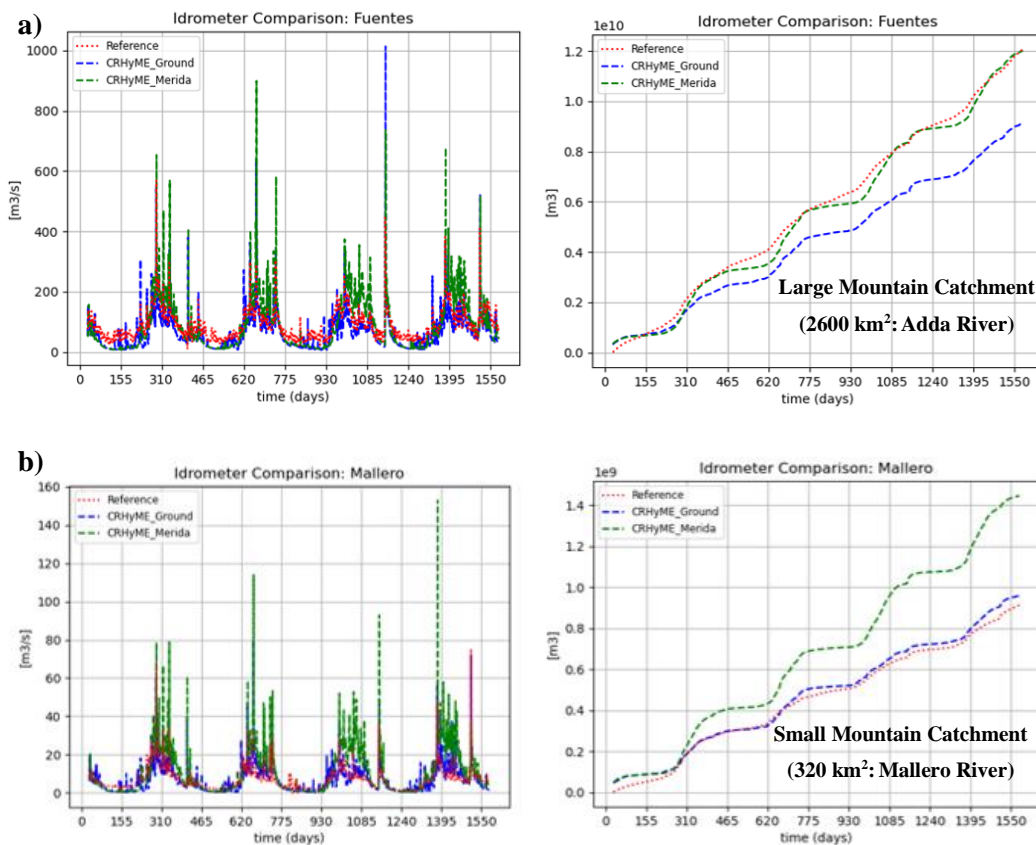 a)
Idrometer Comparison: Fuentes
Reference
CRHyME_Ground
CRHyME_Merida
[m3/s]
1000
800
600
400
200
0
0 155 310 465 620 775 930 1085 1240 1395 1550
time (days)
Idrometer Comparison: Fuentes
1e10
Reference
CRHyME_Ground
CRHyME_Merida
[m3]
1.2
1.0
0.8
0.6
0.4
0.2
0.0
Large Mountain Catchment
(2600 km²: Adda River)
0 155 310 465 620 775 930 1085 1240 1395 1550
time (days)
b)
Idrometer Comparison: Mallero
Reference
CRHyME_Ground
CRHyME_Merida
[m3/s]
160
140
120
100
80
60
40
20
0
0 155 310 465 620 775 930 1085 1240 1395 1550
time (days)
Idrometer Comparison: Mallero
1e9
Reference
CRHyME_Ground
CRHyME_Merida
[m3]
1.4
1.2
1.0
0.8
0.6
0.4
0.2
0.0
Small Mountain Catchment
(320 km²: Mallero River)
0 155 310 465 620 775 930 1085 1240 1395 1550
time (days)